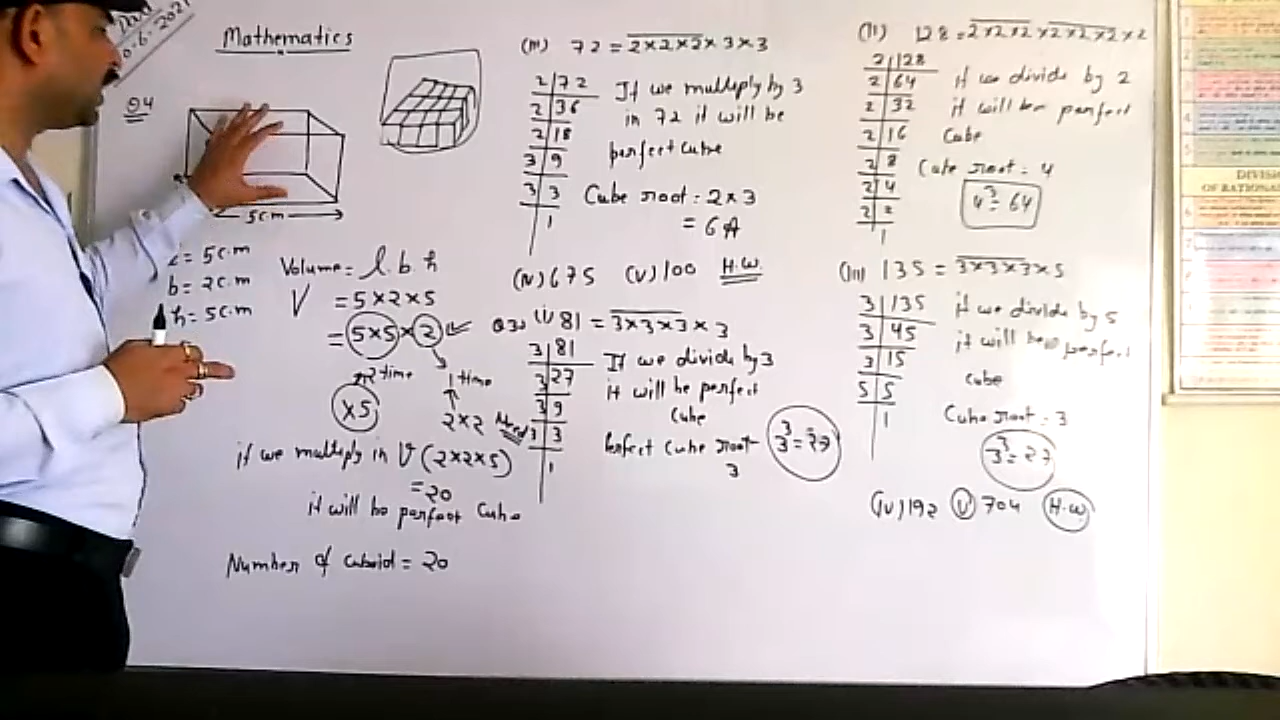 Mathematics
Q4
5cm
l = 5c.m
b = 2c.m
h = 5c.m
Volume = l.b.h
V = 5×2×5
= 5×5×2
2 time
1 time
×5
2×2 Need
if we multiply in V (2×2×5)
= 20
it will be perfect Cube
Number of cuboid = 20
(III) 72 = 2×2×2×3×3
2 72
2 36
2 18
3 9
3 3
1
If we multiply by 3
in 72 it will be
perfect cube
Cube root = 2×3
= 6A
(IV) 675 (V) 100 H.W
Q3. (i) 81 = 3×3×3×3
3 81
3 27
3 9
3 3
1
If we divide by 3
it will be perfect
Cube
Perfect Cube root
3
3³ = 27
(II) 128 = 2×2×2×2×2×2×2
2 128
2 64
2 32
2 16
2 8
2 4
2 2
1
if we divide by 2
it will be perfect
Cube
Cube root = 4
4³ = 64
(III) 135 = 3×3×3×5
3 135
3 45
3 15
5 5
1
if we divide by 5
it will be perfect
Cube
Cube root = 3
3³ = 27
(IV) 192 (V) 704 H.W
DIVISI
OF RATIONA